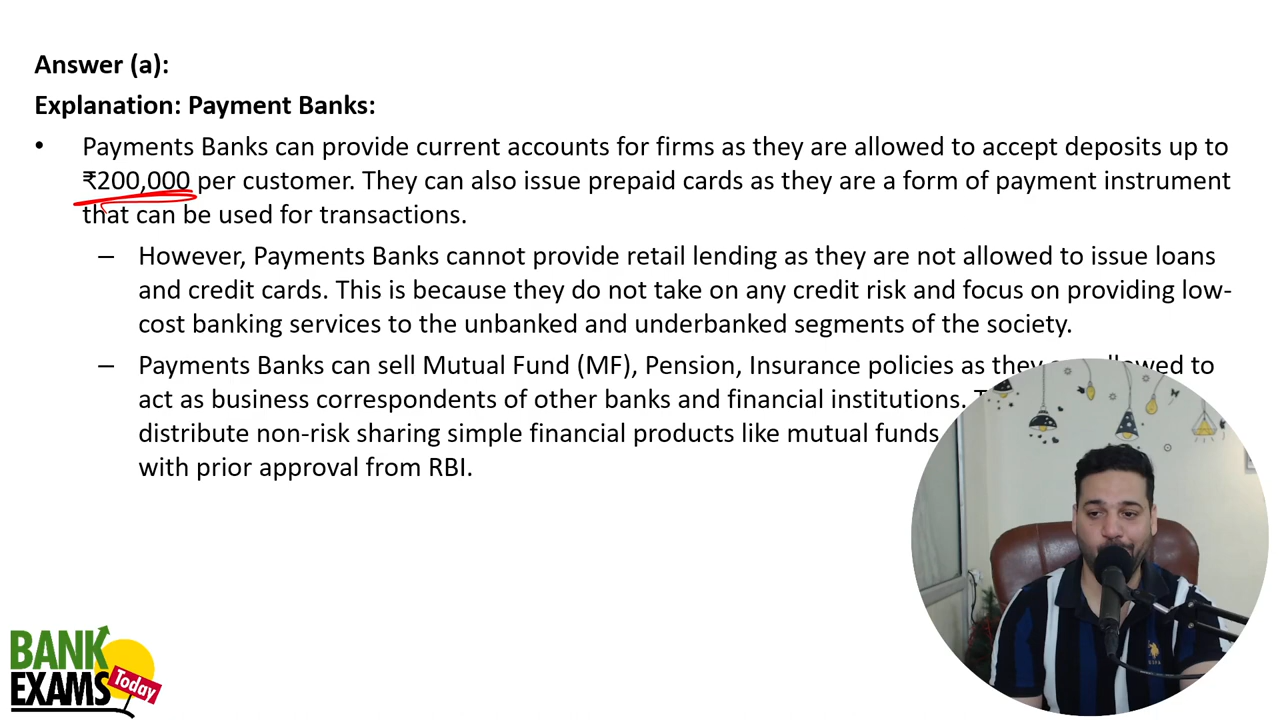 Answer (a):
Explanation: Payment Banks:
• Payments Banks can provide current accounts for firms as they are allowed to accept deposits up to
₹200,000 per customer. They can also issue prepaid cards as they are a form of payment instrument
that can be used for transactions.
– However, Payments Banks cannot provide retail lending as they are not allowed to issue loans
and credit cards. This is because they do not take on any credit risk and focus on providing low-
cost banking services to the unbanked and underbanked segments of the society.
– Payments Banks can sell Mutual Fund (MF), Pension, Insurance policies as they to
act as business correspondents of other banks and financial institutions.
distribute non-risk sharing simple financial products like mutual funds
with prior approval from RBI.
BANK
EXAMS
Today